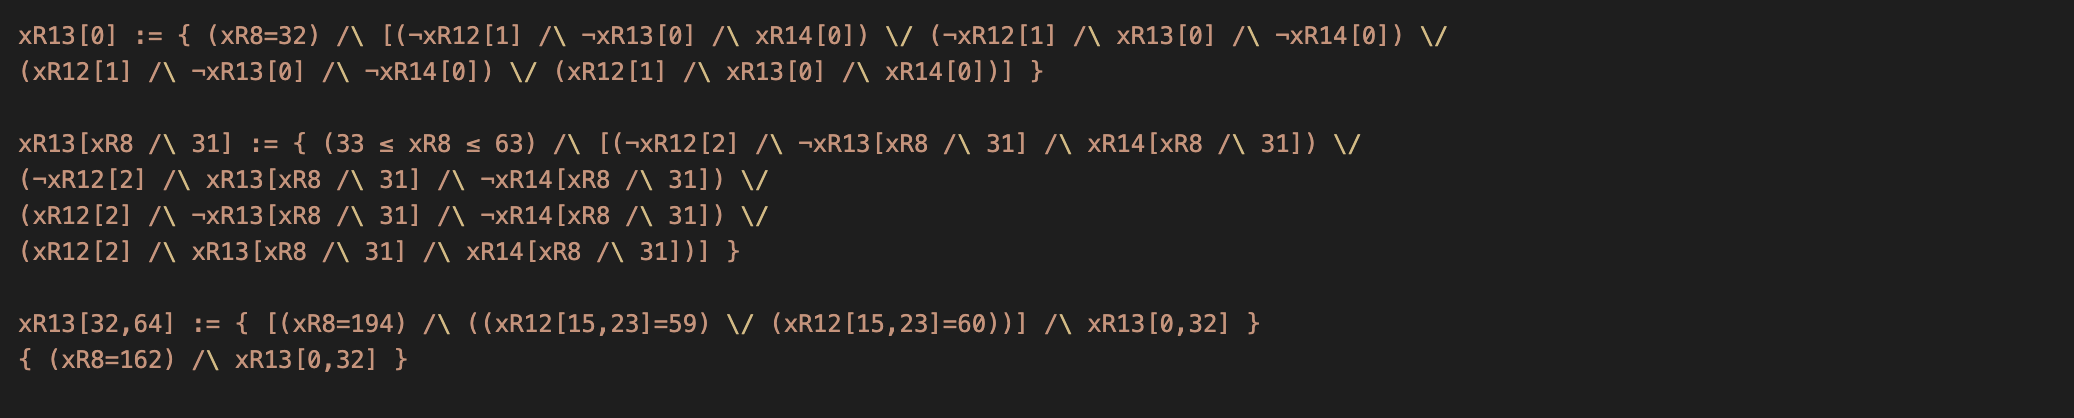 xR13[0] := { (xR8=32) /\ [(¬xR12[1] /\ ¬xR13[0] /\ xR14[0]) \/ (¬xR12[1] /\ xR13[0] /\ ¬xR14[0]) \/
(xR12[1] /\ ¬xR13[0] /\ ¬xR14[0]) \/ (xR12[1] /\ xR13[0] /\ xR14[0])] }
xR13[xR8 /\ 31] := { (33 ≤ xR8 ≤ 63) /\ [(¬xR12[2] /\ ¬xR13[xR8 /\ 31] /\ xR14[xR8 /\ 31]) \/
(¬xR12[2] /\ xR13[xR8 /\ 31] /\ ¬xR14[xR8 /\ 31]) \/
(xR12[2] /\ ¬xR13[xR8 /\ 31] /\ ¬xR14[xR8 /\ 31]) \/
(xR12[2] /\ xR13[xR8 /\ 31] /\ xR14[xR8 /\ 31])] }
xR13[32,64] := { [(xR8=194) /\ ((xR12[15,23]=59) \/ (xR12[15,23]=60))] /\ xR13[0,32] }
{ (xR8=162) /\ xR13[0,32] }